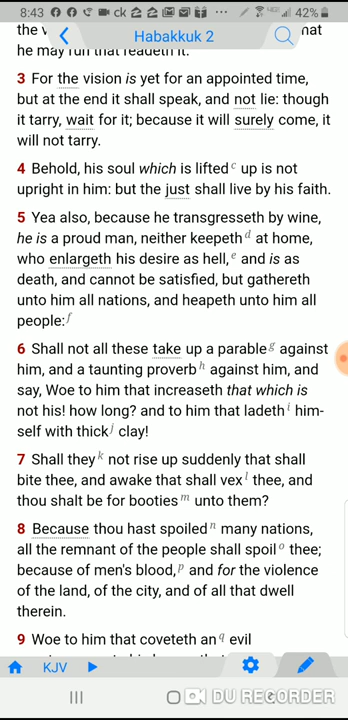 8:43 ck ... 42%
Habakkuk 2
the v hat
he may run that readeth it.
3 For the vision is yet for an appointed time,
but at the end it shall speak, and not lie: though
it tarry, wait for it; because it will surely come, it
will not tarry.
4 Behold, his soul which is lifted c up is not
upright in him: but the just shall live by his faith.
5 Yea also, because he transgresseth by wine,
he is a proud man, neither keepeth d at home,
who enlargeth his desire as hell, e and is as
death, and cannot be satisfied, but gathereth
unto him all nations, and heapeth unto him all
people: f
6 Shall not all these take up a parable g against
him, and a taunting proverb h against him, and
say, Woe to him that increaseth that which is
not his! how long? and to him that ladeth i him-
self with thick j clay!
7 Shall they k not rise up suddenly that shall
bite thee, and awake that shall vex l thee, and
thou shalt be for booties m unto them?
8 Because thou hast spoiled n many nations,
all the remnant of the people shall spoil o thee;
because of men's blood, p and for the violence
of the land, of the city, and of all that dwell
therein.
9 Woe to him that coveteth an q evil
KJV
DU RECORDER